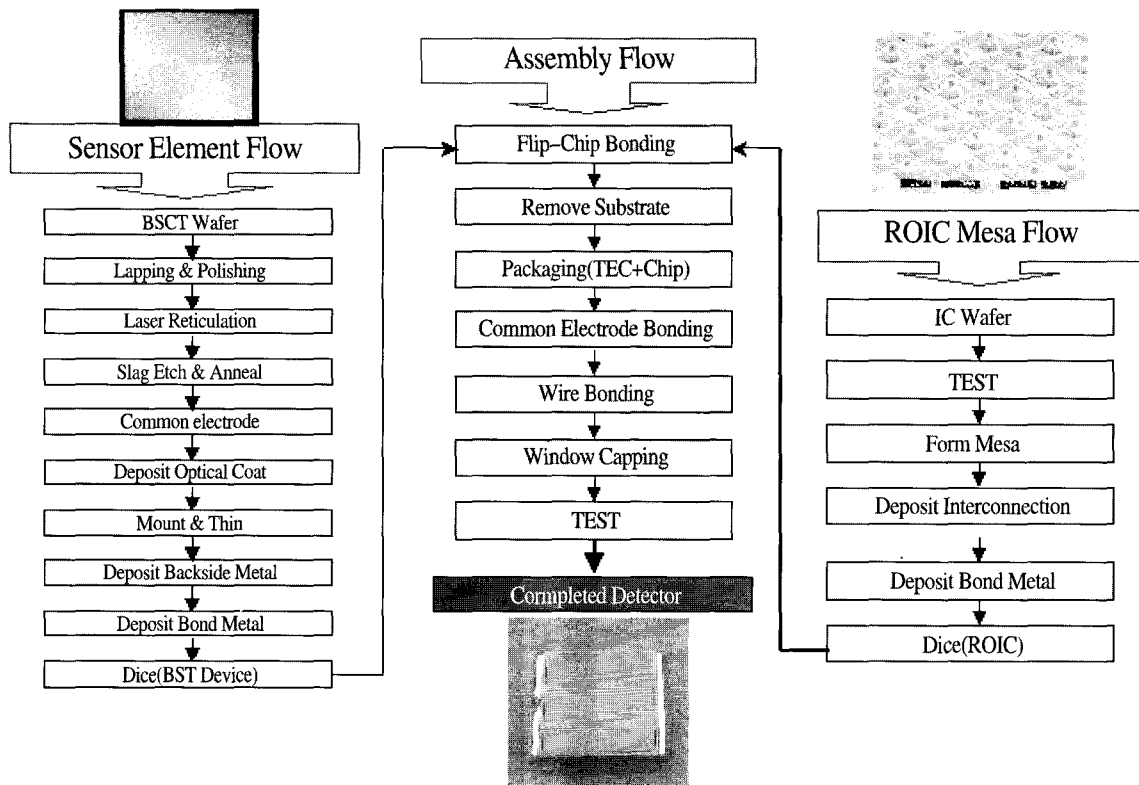 Sensor Element Flow
BSCT Wafer
Lapping & Polishing
Laser Reticulation
Slag Etch & Anneal
Common electrode
Deposit Optical Coat
Mount & Thin
Deposit Backside Metal
Deposit Bond Metal
Dice(BST Device)
Assembly Flow
Flip-Chip Bonding
Remove Substrate
Packaging(TEC+Chip)
Common Electrode Bonding
Wire Bonding
Window Capping
TEST
Completed Detector
ROIC Mesa Flow
IC Wafer
TEST
Form Mesa
Deposit Interconnection
Deposit Bond Metal
Dice(ROIC)